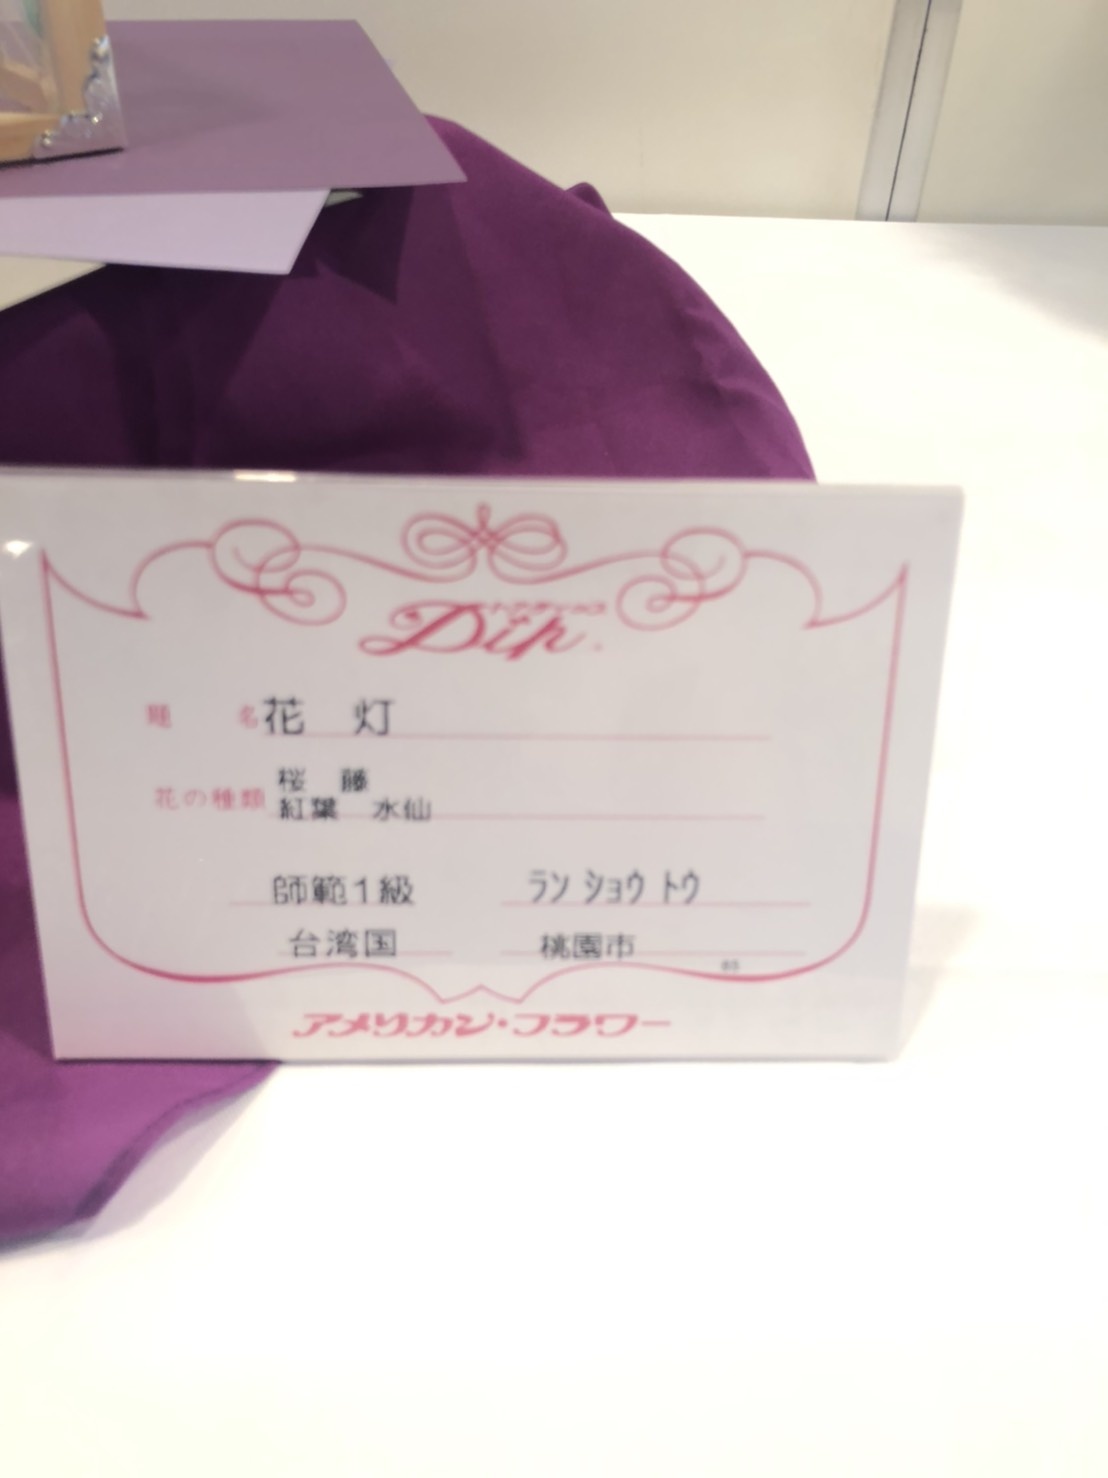 Dip
題 名 花 灯
桜 藤
花の種類 紅葉 水仙
師範1級 ラン ショウ トウ
台湾国 桃園市
アメリカン・フラワー